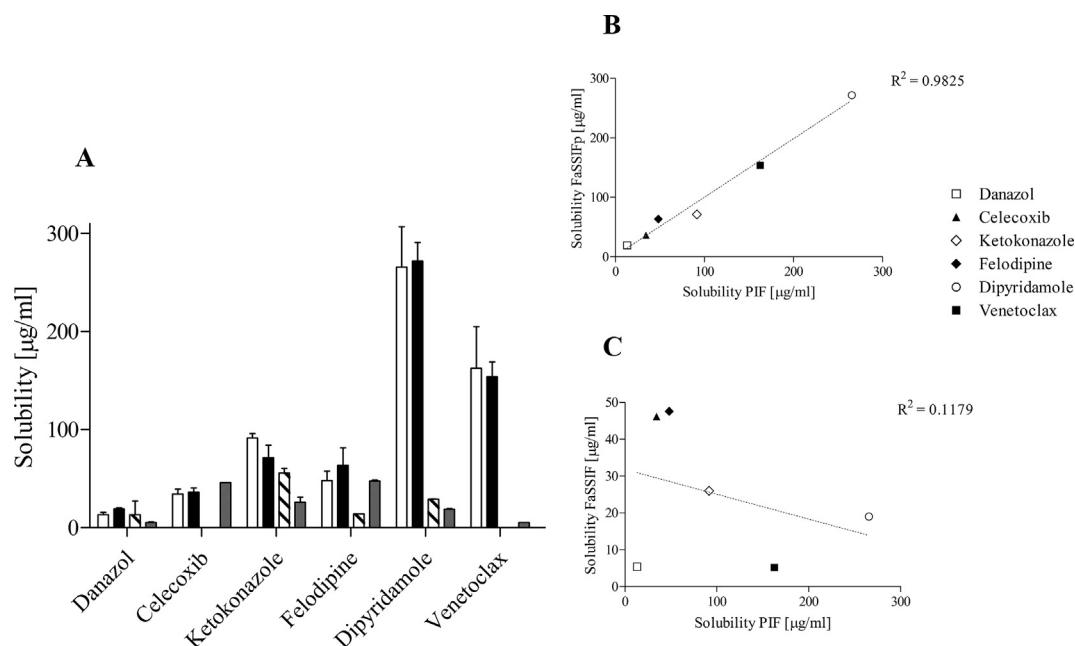 A
Solubility [μg/ml]
300
200
100
0
Danazol
Celecoxib
Ketokonazole
Felodipine
Dipyridamole
Venetoclax
B
R² = 0.9825
Solubility FaSSIFp [μg/ml]
300
200
100
0
0 100 200 300
Solubility PIF [μg/ml]
Danazol
Celecoxib
Ketokonazole
Felodipine
Dipyridamole
Venetoclax
C
R² = 0.1179
Solubility FaSSIF [μg/ml]
50
40
30
20
10
0
0 100 200 300
Solubility PIF [μg/ml]